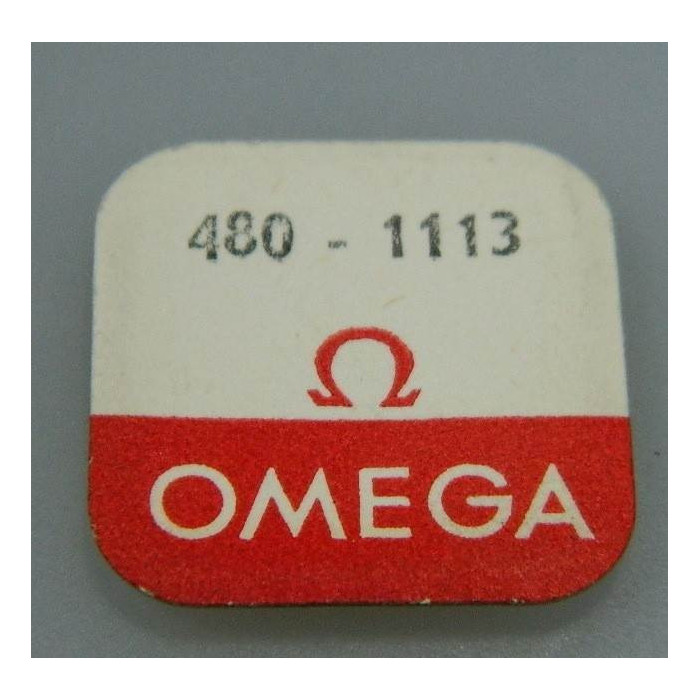 480 - 1113
Ω
OMEGA